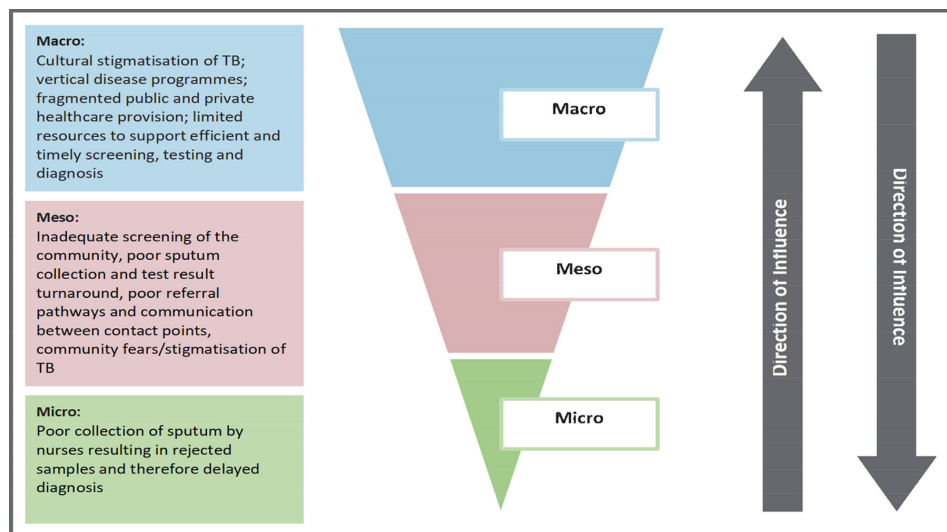 Macro:
Cultural stigmatisation of TB;
vertical disease programmes;
fragmented public and private
healthcare provision; limited
resources to support efficient and
timely screening, testing and
diagnosis
Meso:
Inadequate screening of the
community, poor sputum
collection and test result
turnaround, poor referral
pathways and communication
between contact points,
community fears/stigmatisation of
TB
Micro:
Poor collection of sputum by
nurses resulting in rejected
samples and therefore delayed
diagnosis
Macro
Meso
Micro
Direction of Influence
Direction of Influence